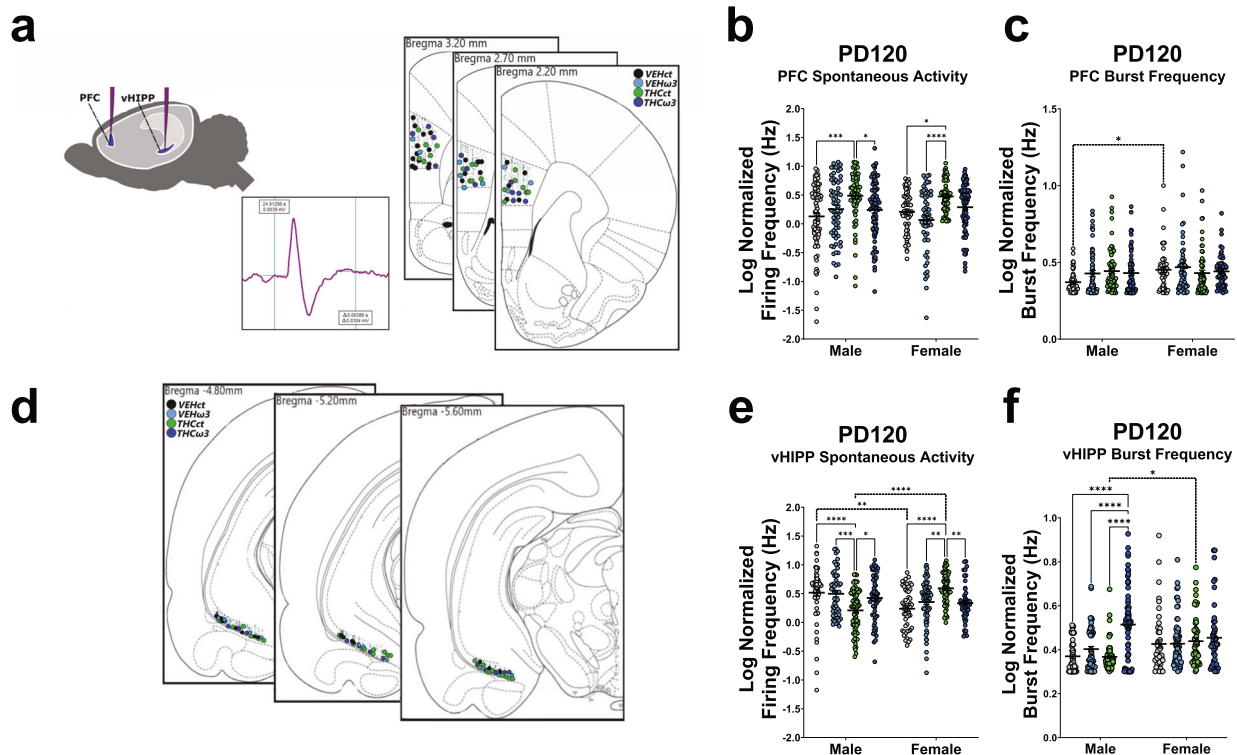 a
PFC
vHIPP
24.91298 s
0.0039 mV
Δ0.00386 s
Δ0.0304 mV
Bregma 3.20 mm
Bregma 2.70 mm
Bregma 2.20 mm
VEHct
VEHω3
THCct
THCω3
b
PD120
PFC Spontaneous Activity
Log Normalized
Firing Frequency (Hz)
2.0
1.5
1.0
0.5
0.0
-0.5
-1.0
-1.5
-2.0
***
*
*
****
Male
Female
c
PD120
PFC Burst Frequency
Log Normalized
Burst Frequency (Hz)
1.5
1.0
0.5
0.0
*
Male
Female
d
Bregma -4.80mm
VEHct
VEHω3
THCct
THCω3
Bregma -5.20mm
Bregma -5.60mm
e
PD120
vHIPP Spontaneous Activity
Log Normalized
Firing Frequency (Hz)
2.0
1.5
1.0
0.5
0.0
-0.5
-1.0
-1.5
-2.0
****
**
****
****
***
*
**
**
Male
Female
f
PD120
vHIPP Burst Frequency
Log Normalized
Burst Frequency (Hz)
1.0
0.8
0.6
0.4
0.3
0.0
*
****
****
****
Male
Female